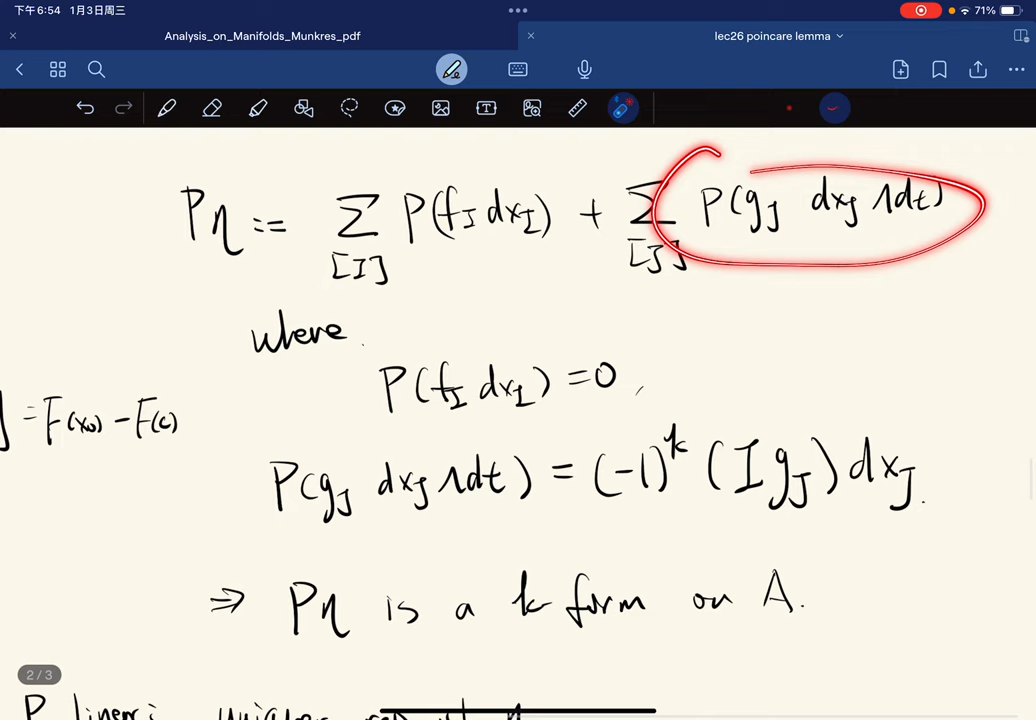 下午6:54 1月3日周三
71%
Analysis_on_Manifolds_Munkres_pdf
lec26 poincare lemma
Pη := Σ P(f_I dx_I) + Σ P(g_J dx_J ∧dt)
[I] [J]
where
P(f_I dx_I) = 0,
= F(x₀) - F(c)
P(g_J dx_J ∧dt) = (-1)^k (I g_J) dx_J.
⇒ Pη is a k form on A.
2 / 3
P linear;